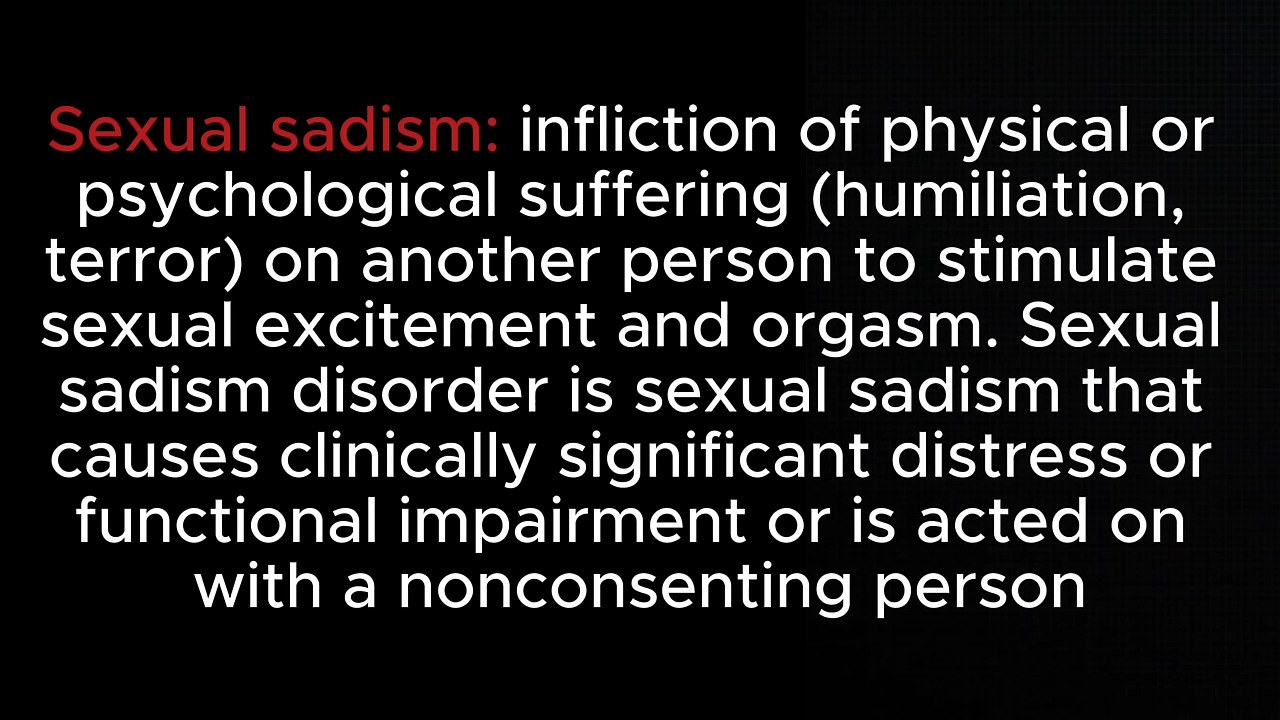 Sexual sadism: infliction of physical or
psychological suffering (humiliation,
terror) on another person to stimulate
sexual excitement and orgasm. Sexual
sadism disorder is sexual sadism that
causes clinically significant distress or
functional impairment or is acted on
with a nonconsenting person